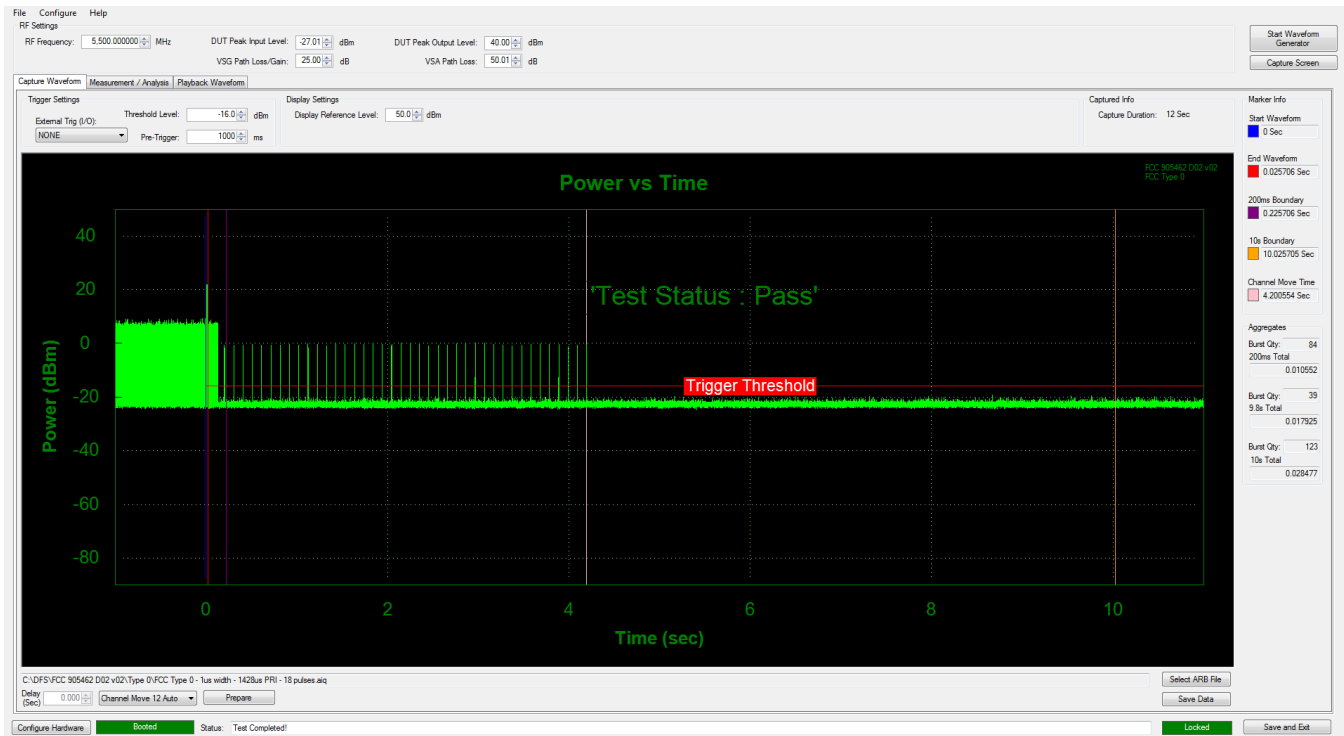 File Configure Help
RF Settings
RF Frequency: 5,500.000000 MHz DUT Peak Input Level: -27.01 dBm DUT Peak Output Level: 40.00 dBm
VSG Path Loss/Gain: 25.00 dB VSA Path Loss: 50.01 dB
Start Waveform
Generator
Capture Screen
Capture Waveform Measurement / Analysis Playback Waveform
Trigger Settings
External Trig (I/O):
NONE
Threshold Level: -16.0 dBm
Pre-Trigger: 1000 ms
Display Settings
Display Reference Level: 50.0 dBm
Captured Info
Capture Duration: 12 Sec
Marker Info
Start Waveform
0 Sec
End Waveform
0.025706 Sec
200ms Boundary
0.225706 Sec
10s Boundary
10.025705 Sec
Channel Move Time
4.200554 Sec
Aggregates
Burst Qty: 84
200ms Total
0.010552
Burst Qty: 39
9.8s Total
0.017925
Burst Qty: 123
10s Total
0.028477
Power vs Time
FCC 905462 D02 v02
FCC Type 0
'Test Status : Pass'
Trigger Threshold
Power (dBm)
40
20
0
-20
-40
-60
-80
0 2 4 6 8 10
Time (sec)
C:\DFS\FCC 905462 D02 v02\Type 0\FCC Type 0 - 1us width - 1428us PRI - 18 pulses.aiq
Select ARB File
Delay
(Sec) 0.000 Channel Move 12 Auto Prepare
Save Data
Configure Hardware Booted Status: Test Completed! Locked Save and Exit